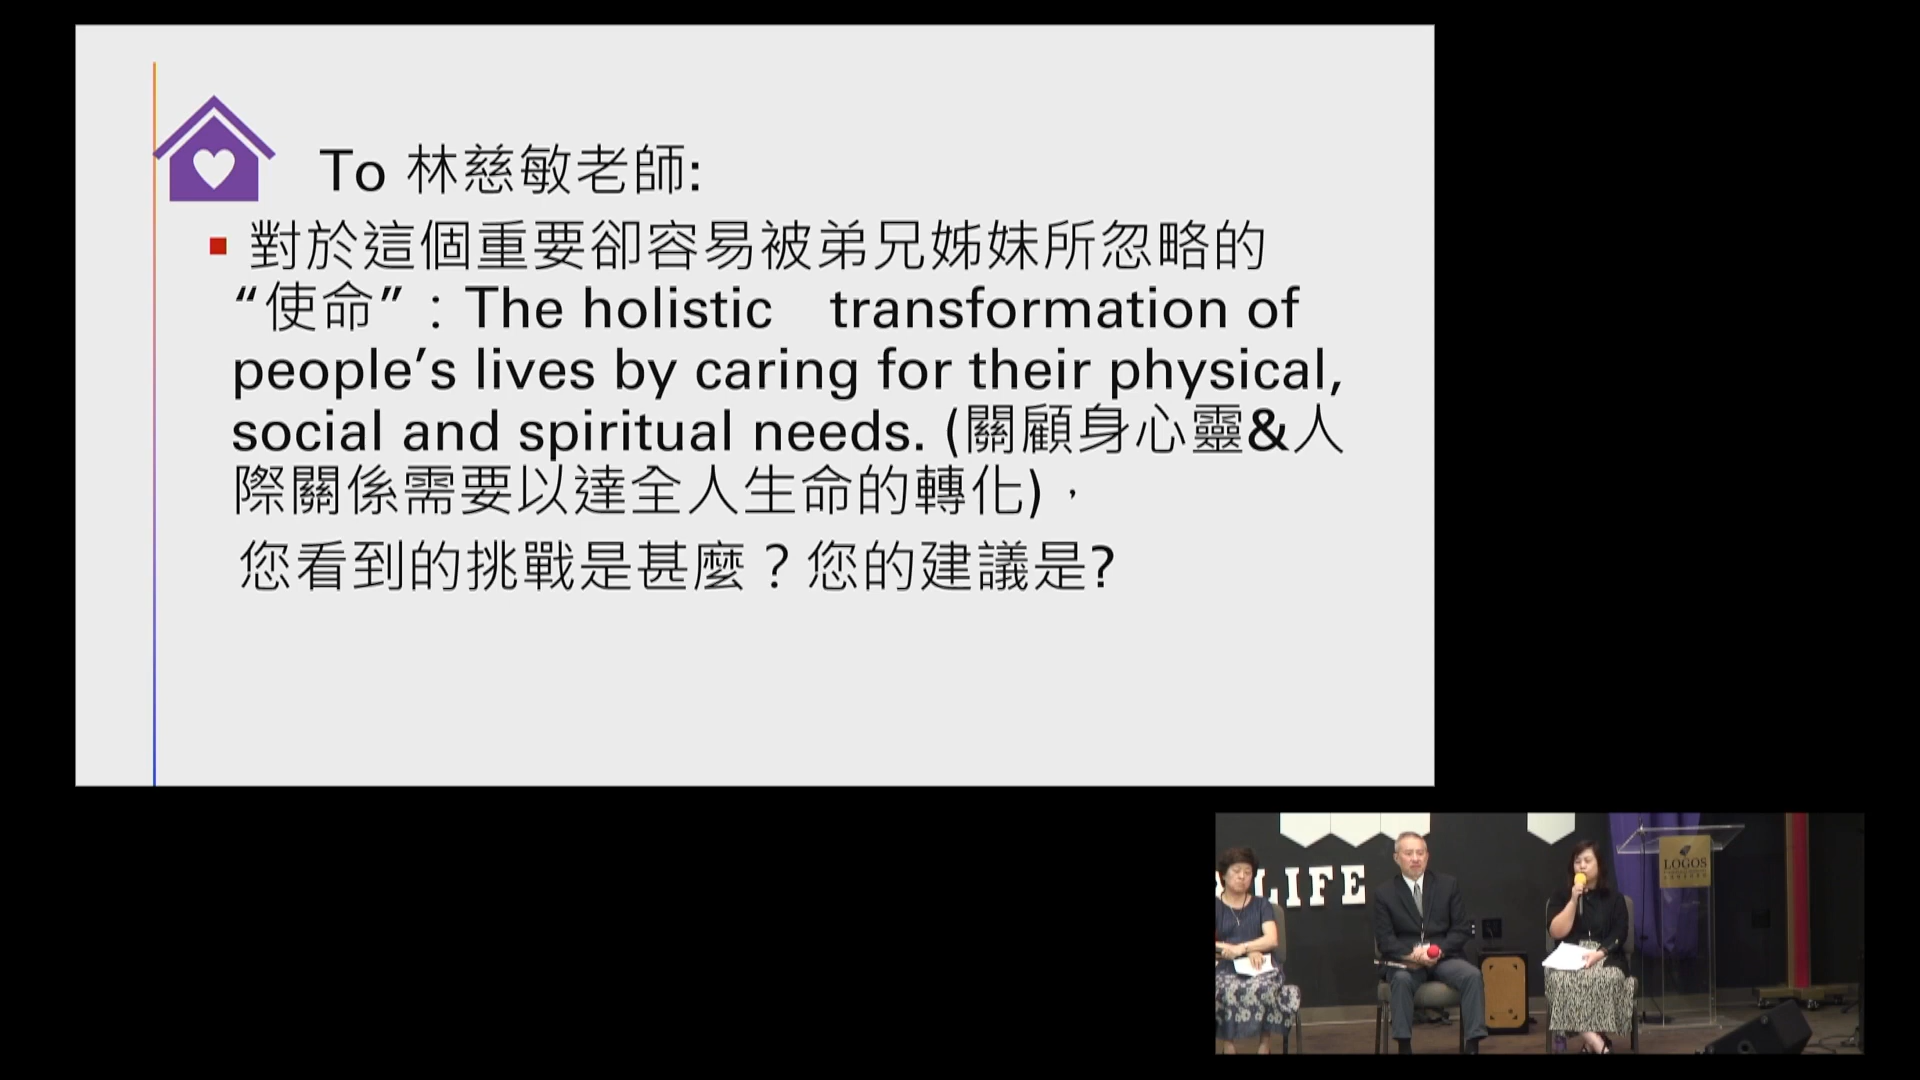 To 林慈敏老師:
對於這個重要卻容易被弟兄姊妹所忽略的
“使命”：The holistic transformation of
people’s lives by caring for their physical,
social and spiritual needs. (關顧身心靈&人
際關係需要以達全人生命的轉化)，
您看到的挑戰是甚麼？您的建議是?
LIFE
LOGOS